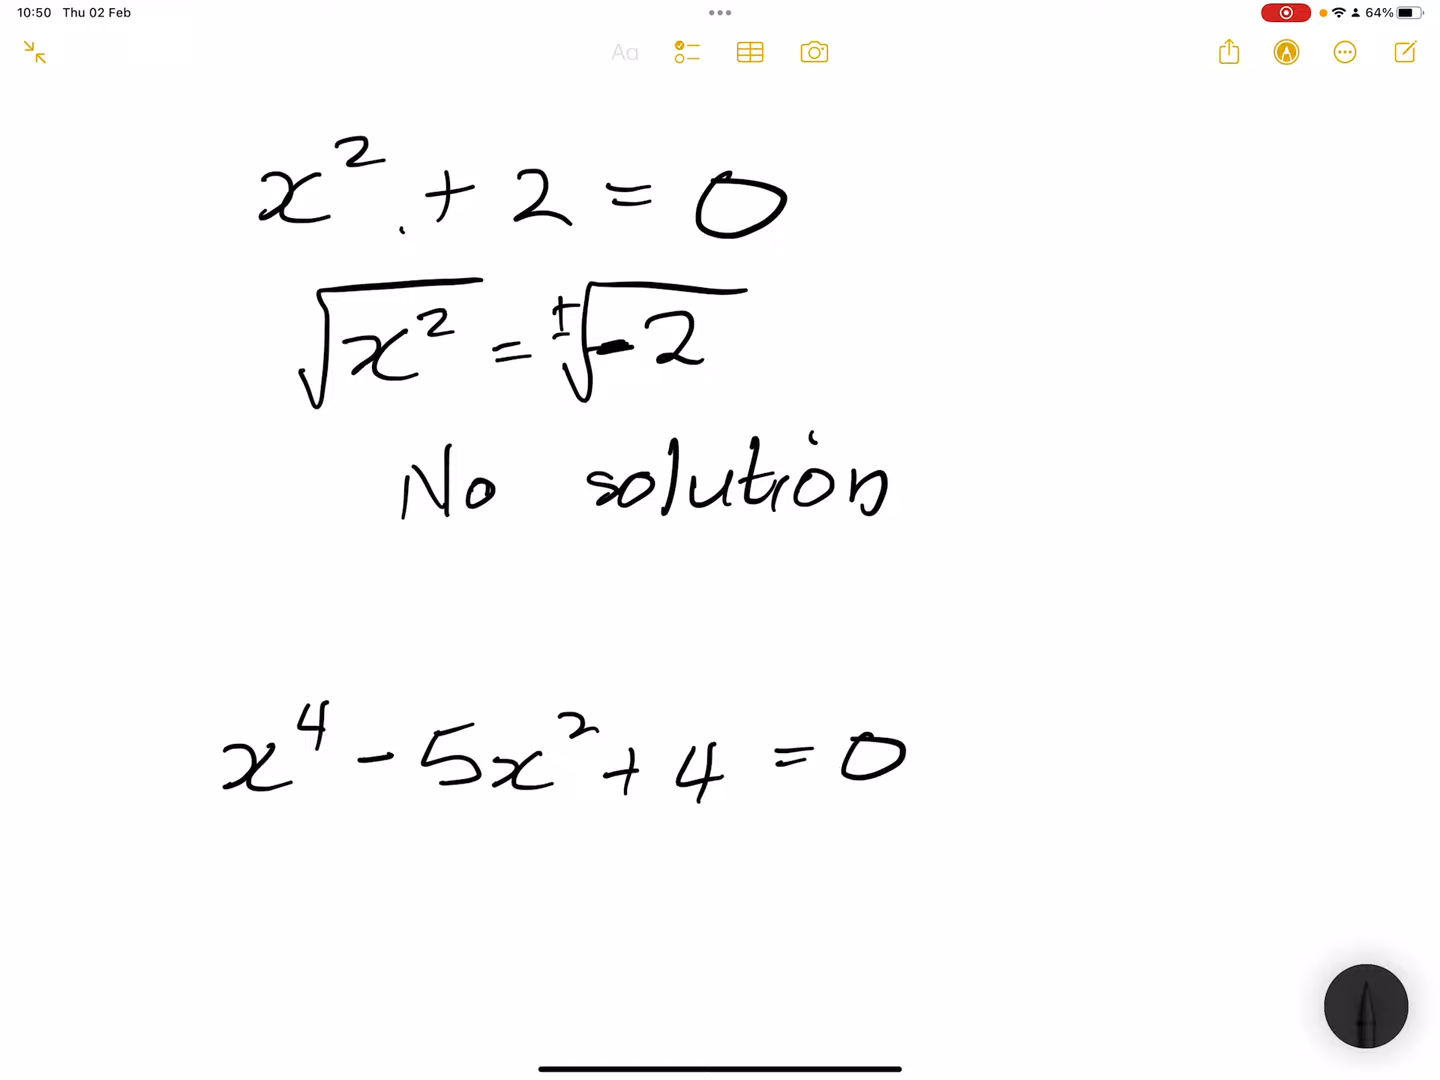 10:50 Thu 02 Feb
64%
Aa
x² + 2 = 0
√x² = ±√-2
No solution
x⁴ - 5x² + 4 = 0